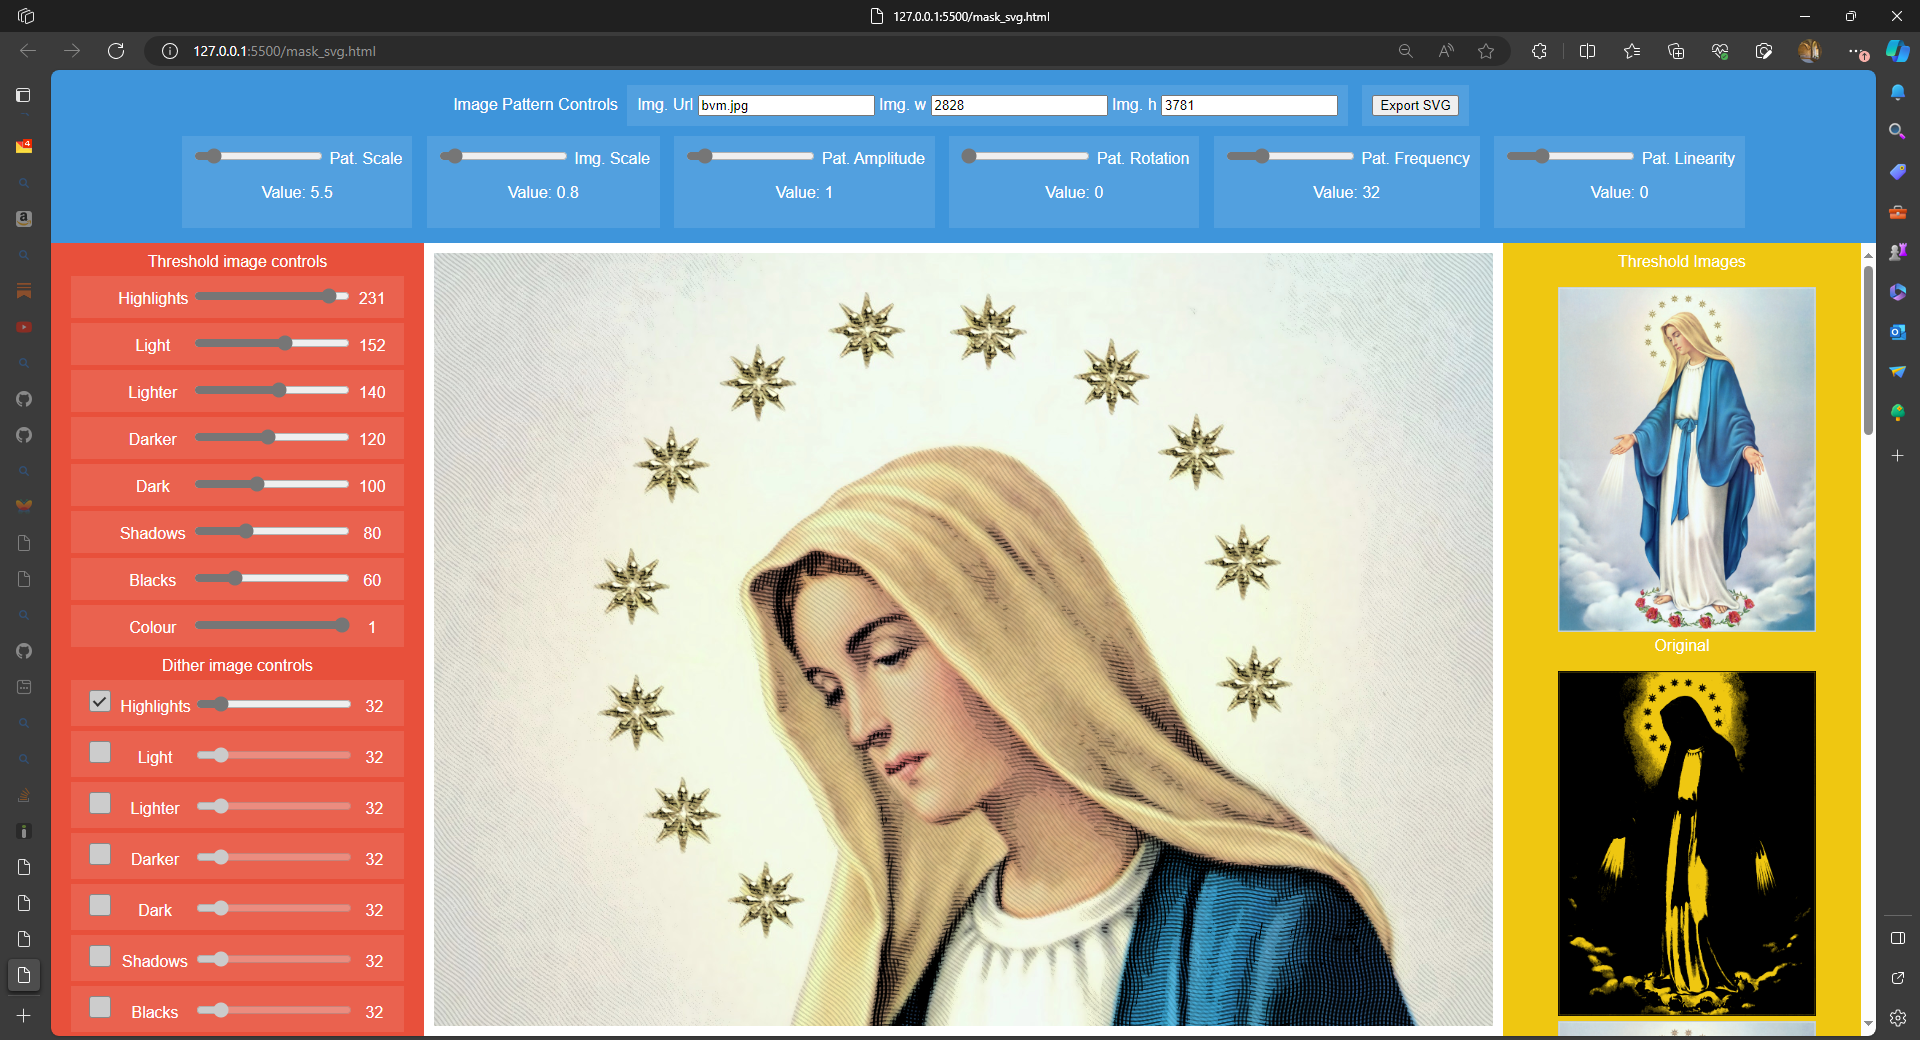 127.0.0.1:5500/mask_svg.html
127.0.0.1:5500/mask_svg.html
Image Pattern Controls Img. Url bvm.jpg Img. w 2828 Img. h 3781 Export SVG
Pat. Scale Img. Scale Pat. Amplitude Pat. Rotation Pat. Frequency Pat. Linearity
Value: 5.5 Value: 0.8 Value: 1 Value: 0 Value: 32 Value: 0
Threshold image controls
Highlights 231
Light 152
Lighter 140
Darker 120
Dark 100
Shadows 80
Blacks 60
Colour 1
Dither image controls
Highlights 32
Light 32
Lighter 32
Darker 32
Dark 32
Shadows 32
Blacks 32
Threshold Images
Original